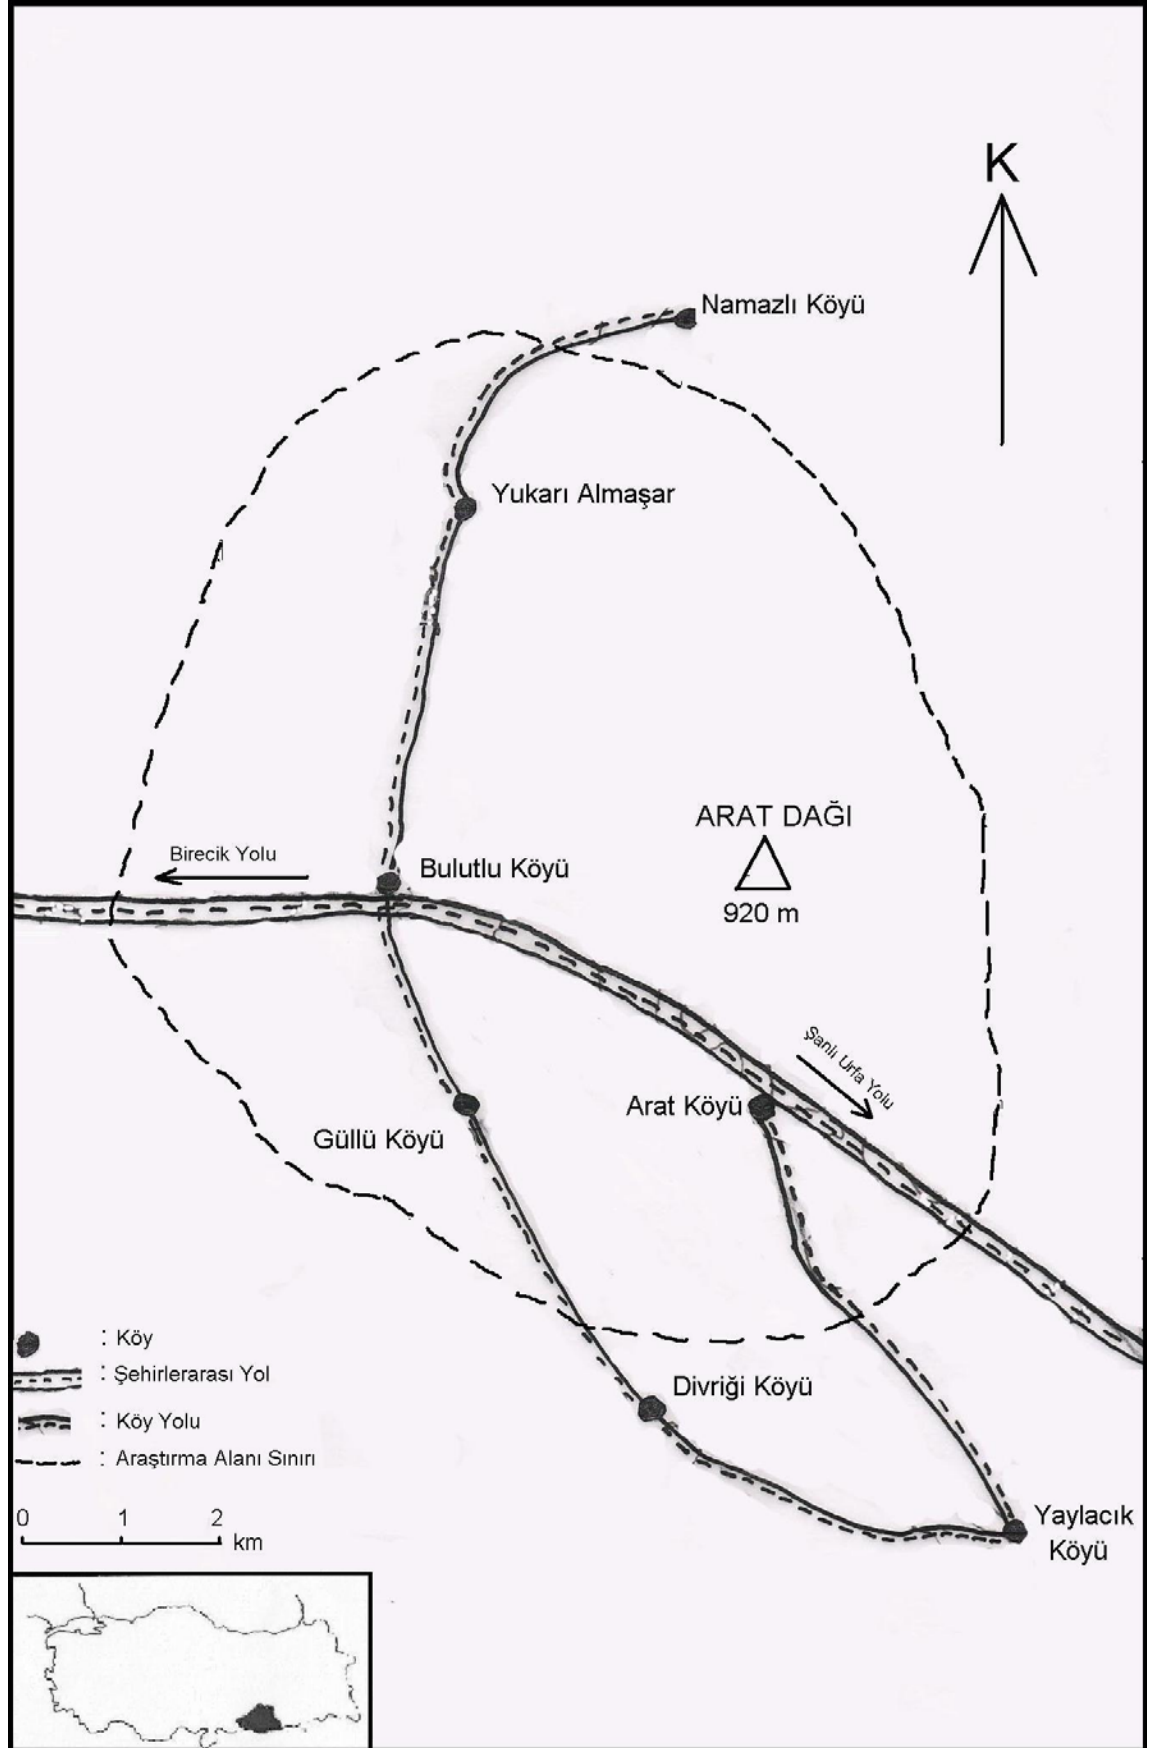 K
Namazlı Köyü
Yukarı Almaşar
ARAT DAĞI
920 m
Birecik Yolu
Bulutlu Köyü
Şanlı Urfa Yolu
Arat Köyü
Güllü Köyü
Divriği Köyü
Yaylacık
Köyü
: Köy
: Şehirlerarası Yol
: Köy Yolu
: Araştırma Alanı Sınırı
0 1 2
km